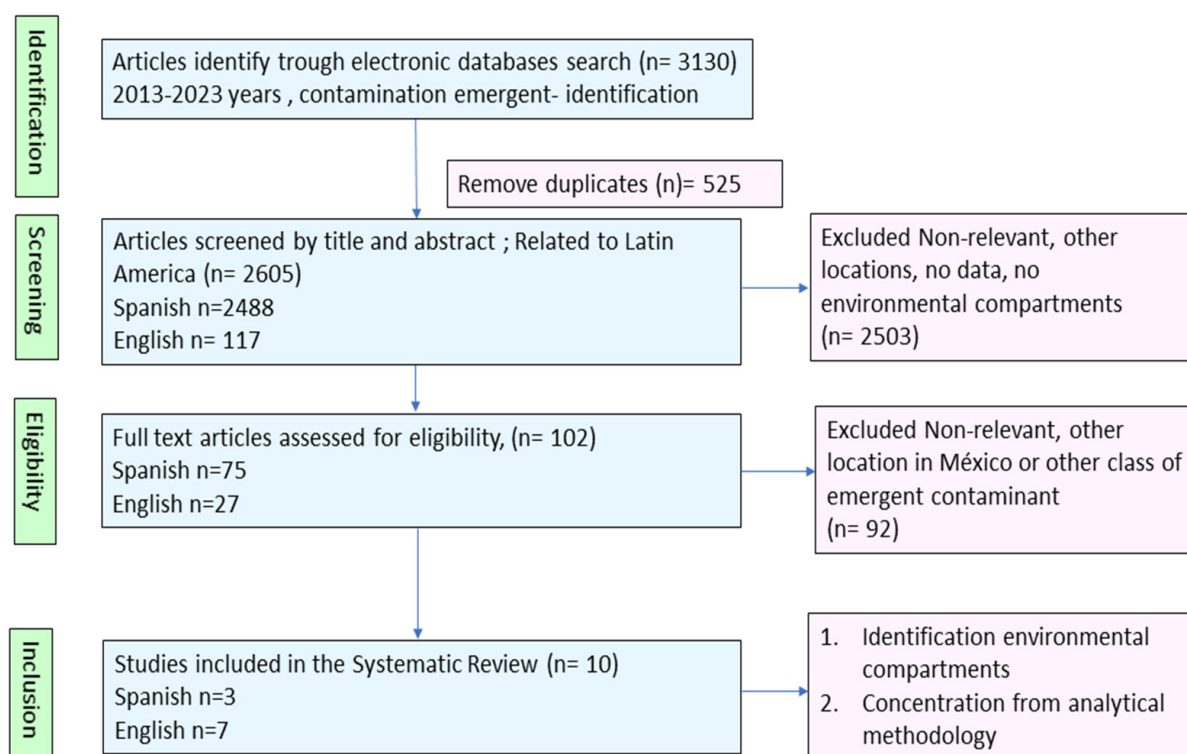 Identification
Articles identify trough electronic databases search (n= 3130)
2013-2023 years , contamination emergent- identification
Remove duplicates (n)= 525
Screening
Articles screened by title and abstract ; Related to Latin
America (n= 2605)
Spanish n=2488
English n= 117
Excluded Non-relevant, other
locations, no data, no
environmental compartments
(n= 2503)
Eligibility
Full text articles assessed for eligibility, (n= 102)
Spanish n=75
English n=27
Excluded Non-relevant, other
location in México or other class of
emergent contaminant
(n= 92)
Inclusion
Studies included in the Systematic Review (n= 10)
Spanish n=3
English n=7
1. Identification environmental
compartments
2. Concentration from analytical
methodology